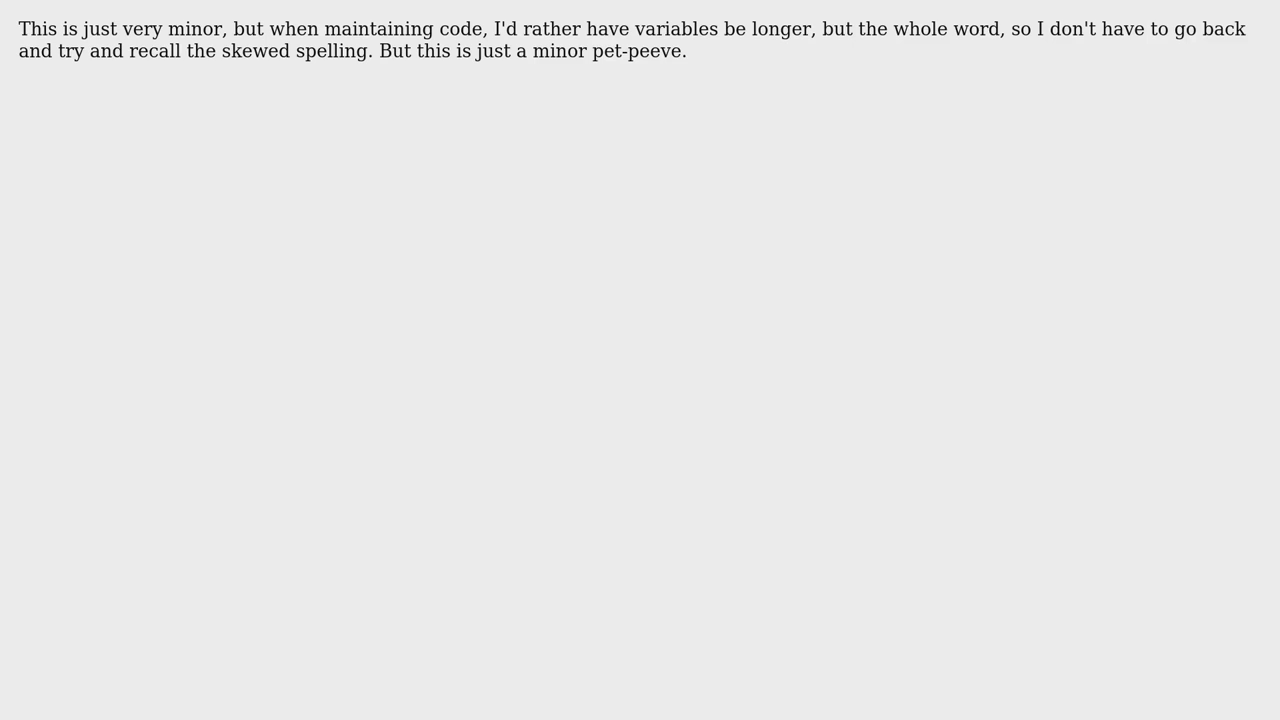 This is just very minor, but when maintaining code, I'd rather have variables be longer, but the whole word, so I don't have to go back
and try and recall the skewed spelling. But this is just a minor pet-peeve.